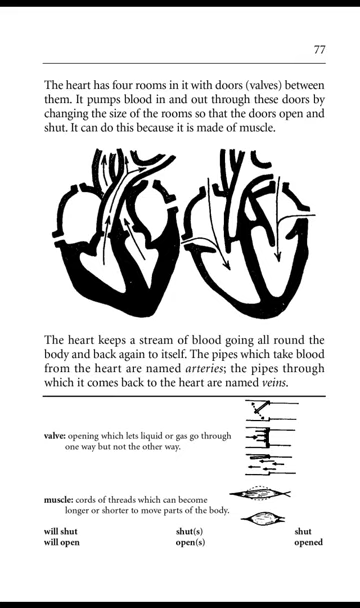 77
The heart has four rooms in it with doors (valves) between
them. It pumps blood in and out through these doors by
changing the size of the rooms so that the doors open and
shut. It can do this because it is made of muscle.
The heart keeps a stream of blood going all round the
body and back again to itself. The pipes which take blood
from the heart are named arteries; the pipes through
which it comes back to the heart are named veins.
valve: opening which lets liquid or gas go through
one way but not the other way.
muscle: cords of threads which can become
longer or shorter to move parts of the body.
will shut shut(s) shut
will open open(s) opened